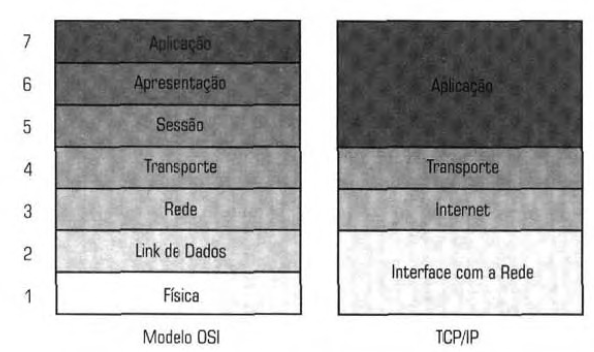 7 Aplicação Aplicação
6 Apresentação
5 Sessão
4 Transporte Transporte
3 Rede Internet
2 Link de Dados
Interface com a Rede
1 Física
Modelo OSI TCP/IP